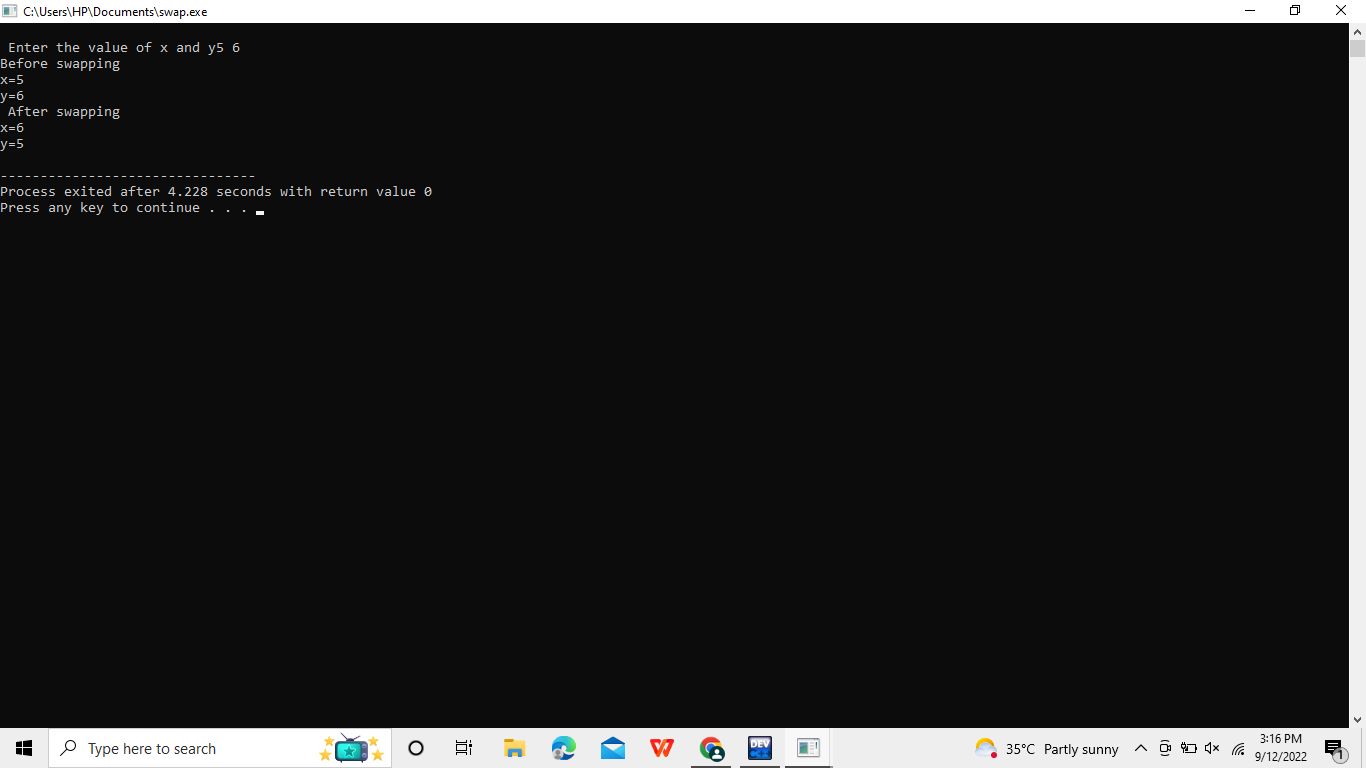 C:\Users\HP\Documents\swap.exe
Enter the value of x and y5 6
Before swapping
x=5
y=6
After swapping
x=6
y=5
--------------------------------
Process exited after 4.228 seconds with return value 0
Press any key to continue . . .
Type here to search
DEV
35°C Partly sunny
3:16 PM
9/12/2022
1